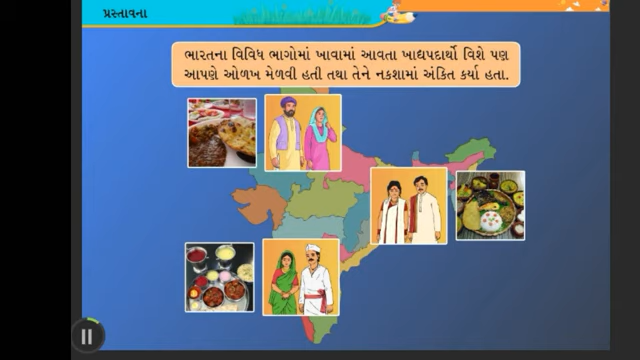 પ્રસ્તાવના
ભારતના વિવિધ ભાગોમાં ખાવામાં આવતા ખાદ્યપદાર્થો વિશે પણ
આપણે ઓળખ મેળવી હતી તથા તેને નકશામાં અંકિત કર્યા હતા.